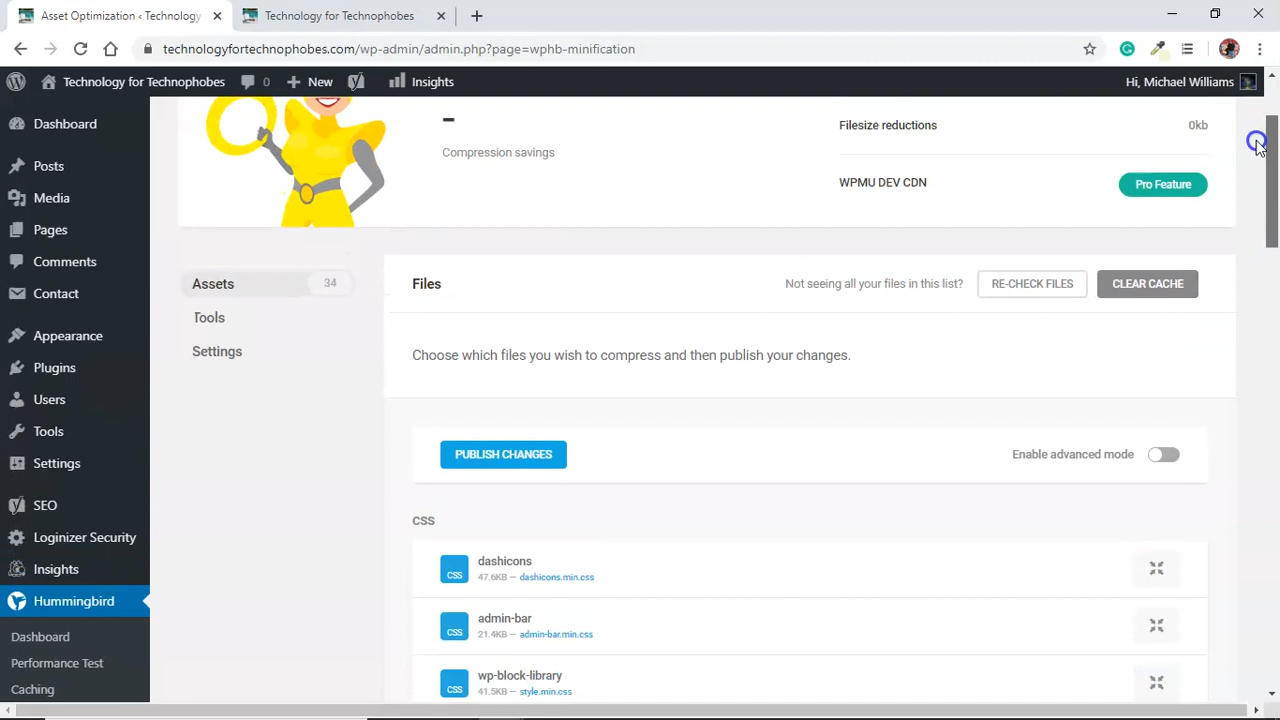 Asset Optimization ‹ Technology
Technology for Technophobes
technologyfortechnophobes.com/wp-admin/admin.php?page=wphb-minification
Technology for Technophobes
0
New
Insights
Hi, Michael Williams
Dashboard
Posts
Media
Pages
Comments
Contact
Appearance
Plugins
Users
Tools
Settings
SEO
Loginizer Security
Insights
Hummingbird
Dashboard
Performance Test
Caching
-
Compression savings
Filesize reductions
0kb
WPMU DEV CDN
Pro Feature
Assets
34
Tools
Settings
Files
Not seeing all your files in this list?
RE-CHECK FILES
CLEAR CACHE
Choose which files you wish to compress and then publish your changes.
PUBLISH CHANGES
Enable advanced mode
CSS
CSS
dashicons
47.6KB — dashicons.min.css
CSS
admin-bar
21.4KB — admin-bar.min.css
CSS
wp-block-library
41.5KB — style.min.css